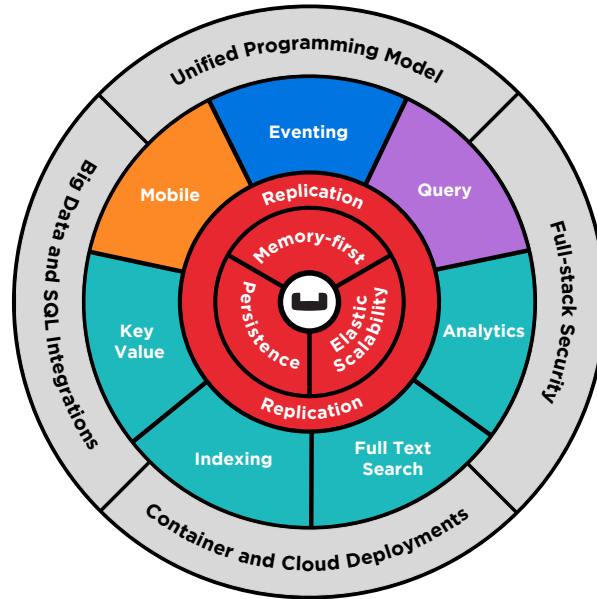 Unified Programming Model
Eventing
Mobile
Query
Replication
Memory-first
Big Data and SQL Integrations
Full-stack Security
Key
Value
Persistence
Elastic
Scalability
Analytics
Replication
Indexing
Full Text
Search
Container and Cloud Deployments